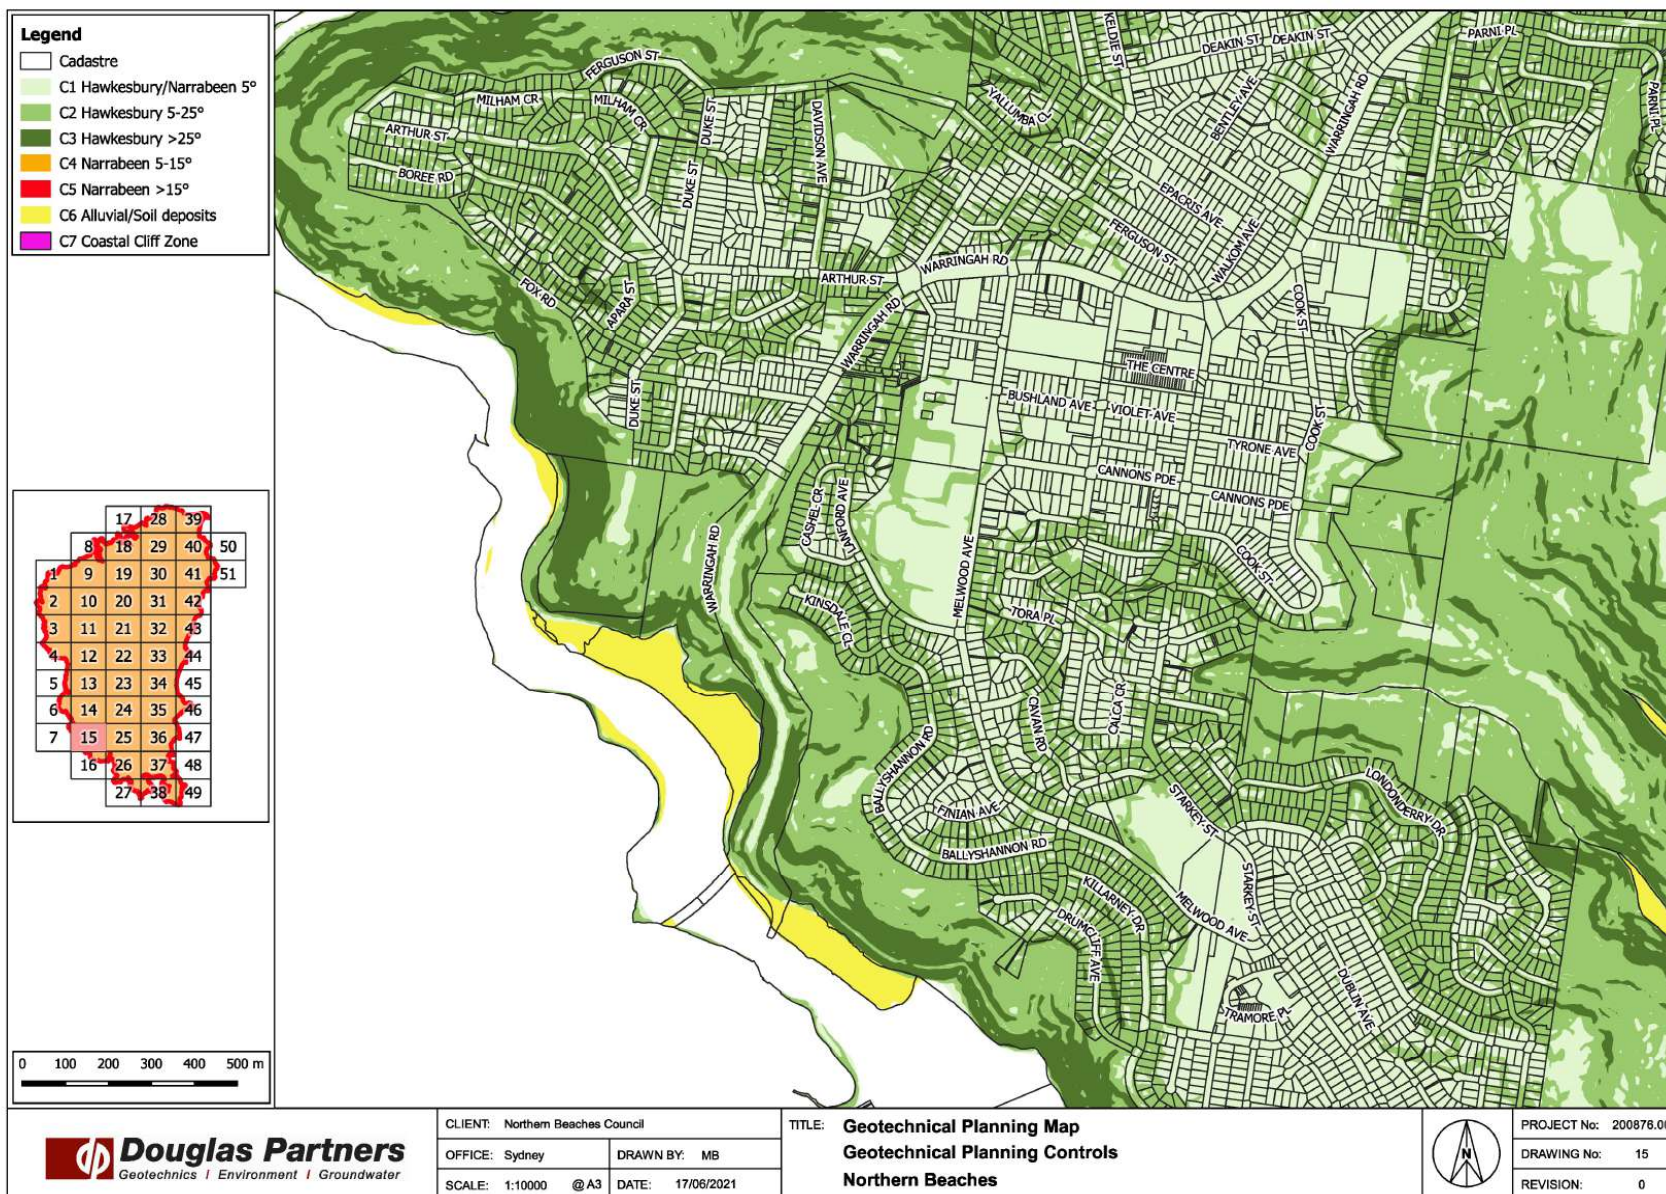 Legend
Cadastre
C1 Hawkesbury/Narrabeen 5°
C2 Hawkesbury 5-25°
C3 Hawkesbury >25°
C4 Narrabeen 5-15°
C5 Narrabeen >15°
C6 Alluvial/Soil deposits
C7 Coastal Cliff Zone
17 28 39
8 18 29 40 50
1 9 19 30 41 51
2 10 20 31 42
3 11 21 32 43
4 12 22 33 44
5 13 23 34 45
6 14 24 35 46
7 15 25 36 47
16 26 37 48
27 38 49
0 100 200 300 400 500 m
KELDIE ST
DEAKIN ST
DEAKIN ST
PARNI PL
PARNI PL
FERGUSON ST
MILHAM CR
MILHAM CR
DUKE ST
DAVIDSON AVE
YALLUMBA CL
BENTLEY AVE
WARRINGAH RD
ARTHUR ST
BOREE RD
DUKE ST
EPACRIS AVE
FERGUSON ST
WALKOM AVE
WARRINGAH RD
ARTHUR ST
FOX RD
APARA ST
WARRINGAH RD
COOK ST
THE CENTRE
DUKE ST
BUSHLAND AVE
VIOLET AVE
COOK ST
TYRONE AVE
CANNONS PDE
CANNONS PDE
CASHEL CR
LANFORD AVE
WARRINGAH RD
MELWOOD AVE
COOK ST
KINSDALE CL
TORA PL
CAVAN RD
CALCA CR
BALLYSHANNON RD
FINIAN AVE
STARKEY ST
LONDONDERRY DR
BALLYSHANNON RD
KILLARNEY DR
STARKEY ST
MELWOOD AVE
DRUMCLIFF AVE
DUBLIN AVE
TRAMORE PL
Douglas Partners
Geotechnics | Environment | Groundwater
CLIENT: Northern Beaches Council
OFFICE: Sydney
DRAWN BY: MB
SCALE: 1:10000 @ A3
DATE: 17/06/2021
TITLE: Geotechnical Planning Map
Geotechnical Planning Controls
Northern Beaches
N
PROJECT No: 200876.0
DRAWING No: 15
REVISION: 0